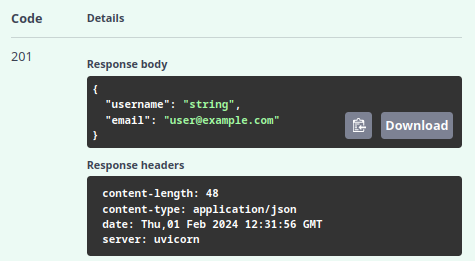 Code Details
201
Response body
{
"username": "string",
"email": "user@example.com"
}
Download
Response headers
content-length: 48
content-type: application/json
date: Thu,01 Feb 2024 12:31:56 GMT
server: uvicorn